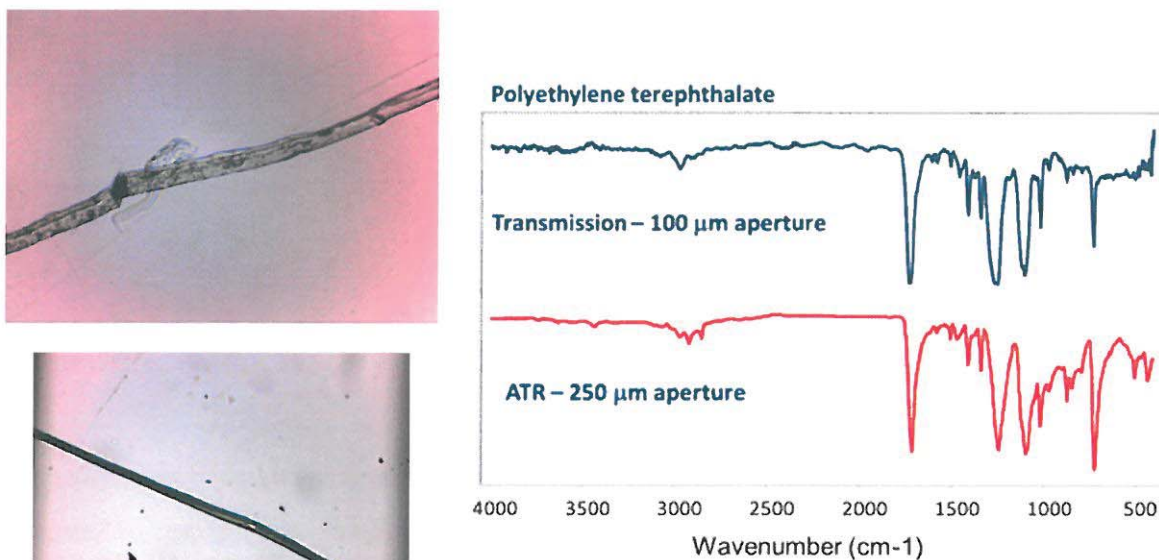 Polyethylene terephthalate
Transmission – 100 µm aperture
ATR – 250 µm aperture
4000 3500 3000 2500 2000 1500 1000 500
Wavenumber (cm-1)